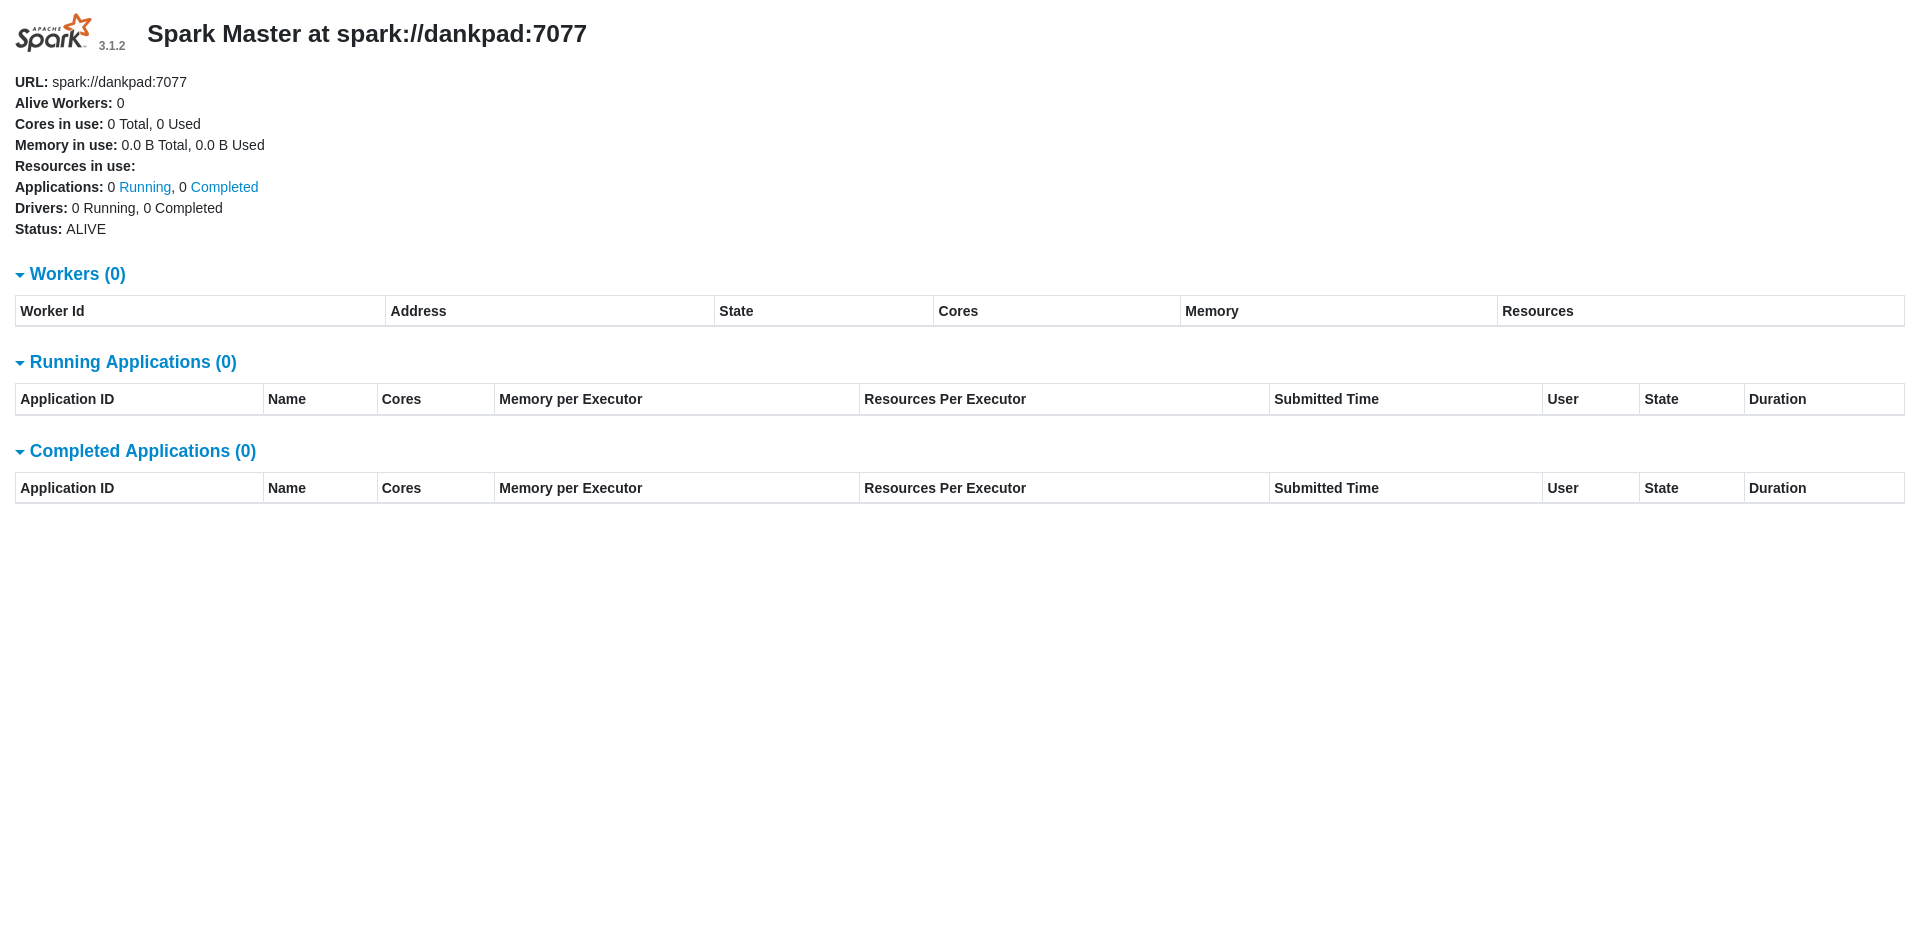 APACHE
Spark™ 3.1.2 Spark Master at spark://dankpad:7077
URL: spark://dankpad:7077
Alive Workers: 0
Cores in use: 0 Total, 0 Used
Memory in use: 0.0 B Total, 0.0 B Used
Resources in use:
Applications: 0 Running, 0 Completed
Drivers: 0 Running, 0 Completed
Status: ALIVE
Workers (0)
Worker Id Address State Cores Memory Resources
Running Applications (0)
Application ID Name Cores Memory per Executor Resources Per Executor Submitted Time User State Duration
Completed Applications (0)
Application ID Name Cores Memory per Executor Resources Per Executor Submitted Time User State Duration